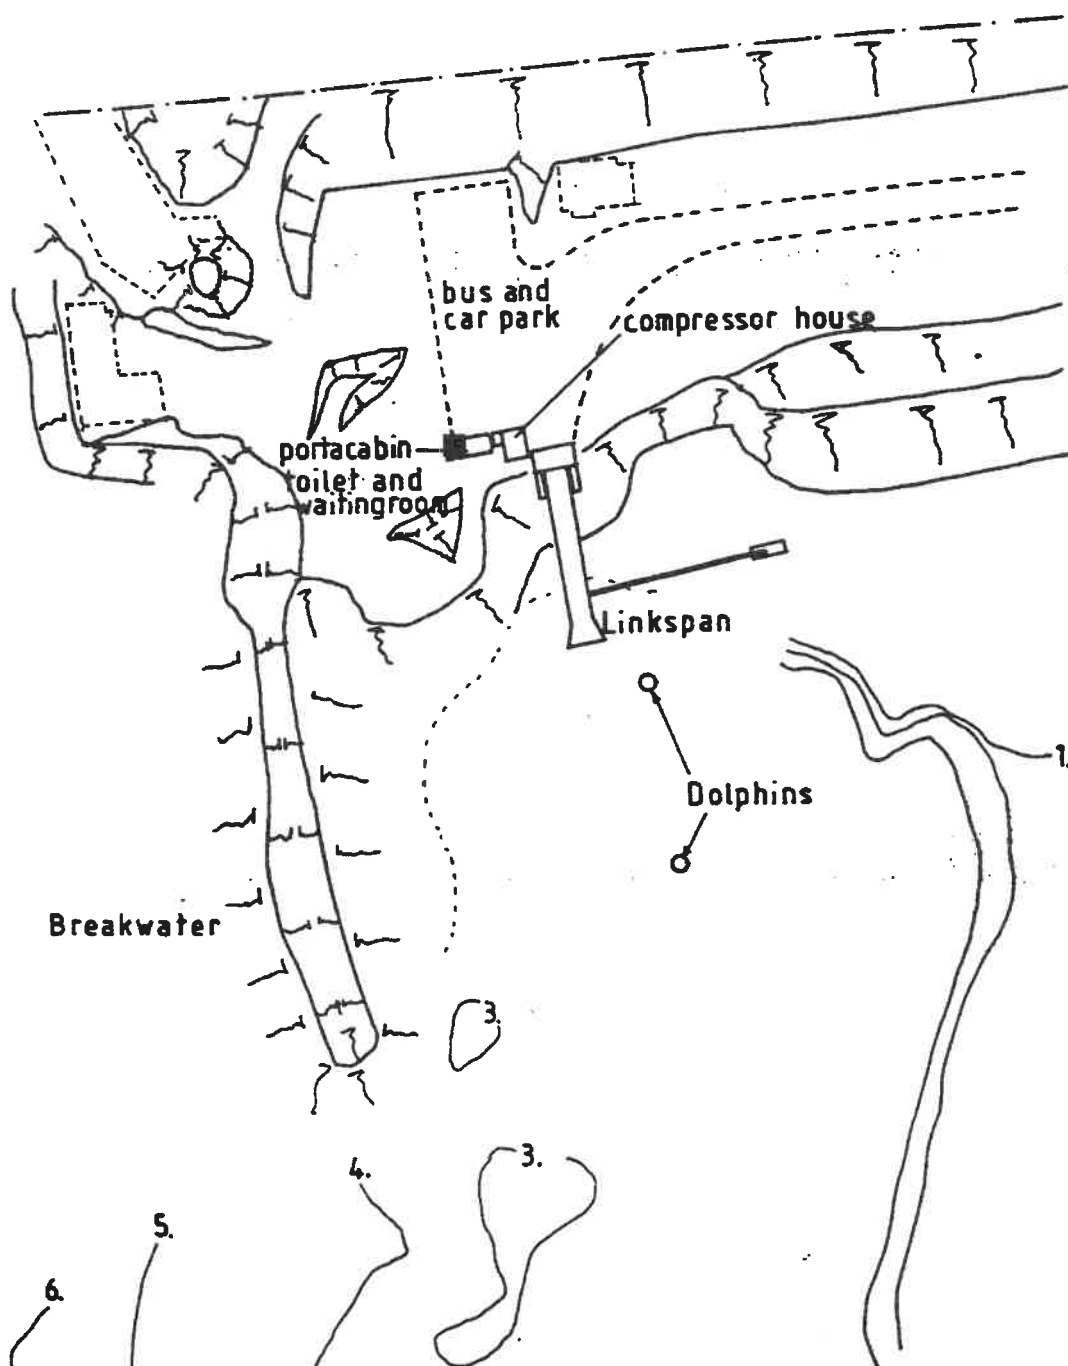 bus and
car park
compressor house
portacabin
toilet and
waitingroom
Linkspan
Dolphins
1.
Breakwater
3.
3.
4.
5.
6.